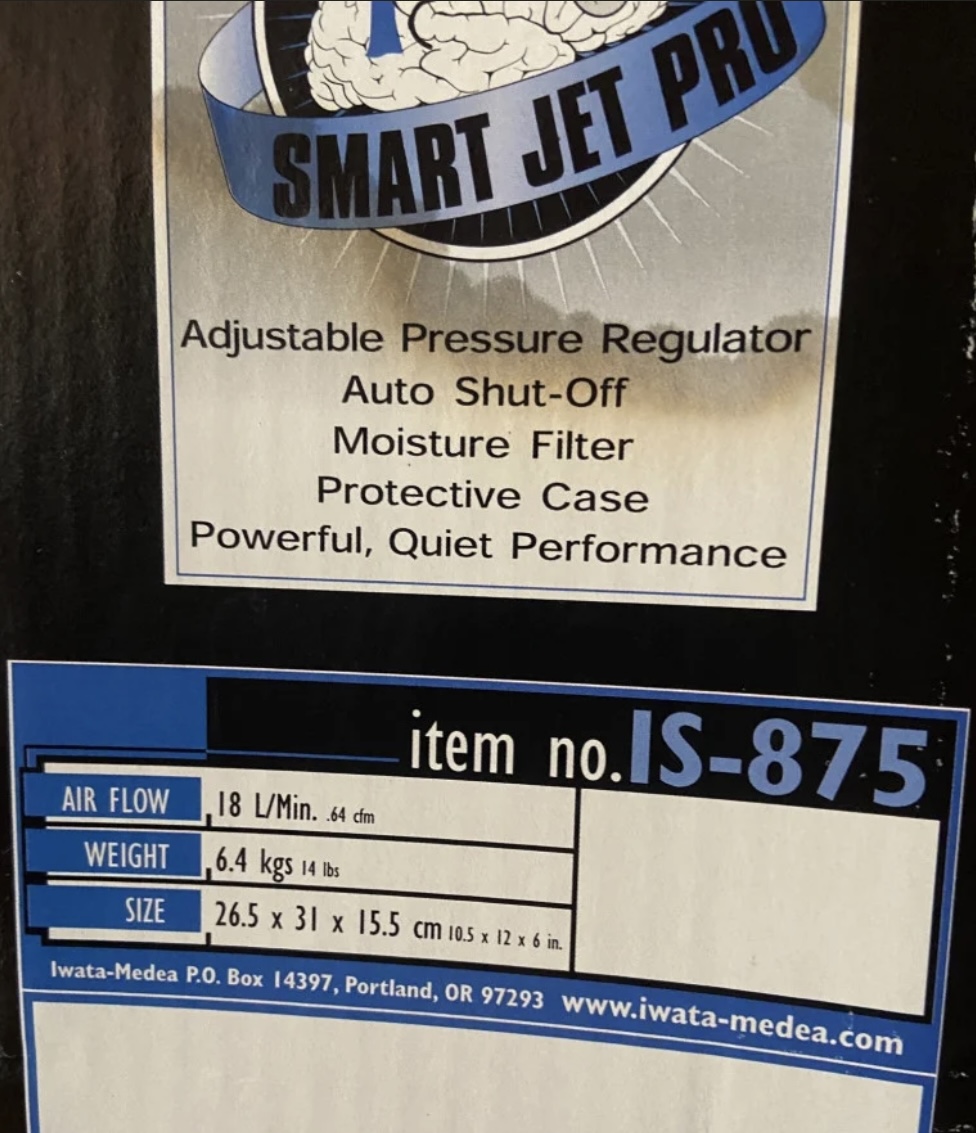 SMART JET PRO
Adjustable Pressure Regulator
Auto Shut-Off
Moisture Filter
Protective Case
Powerful, Quiet Performance
item no. IS-875
AIR FLOW 18 L/Min. .64 cfm
WEIGHT 6.4 kgs 14 lbs
SIZE 26.5 x 31 x 15.5 cm 10.5 x 12 x 6 in.
Iwata-Medea P.O. Box 14397, Portland, OR 97293 www.iwata-medea.com